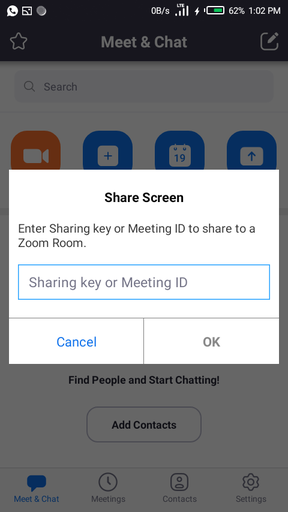 0B/s LTE 62% 1:02 PM
Meet & Chat
Search
19
Share Screen
Enter Sharing key or Meeting ID to share to a
Zoom Room.
Sharing key or Meeting ID
Cancel OK
Find People and Start Chatting!
Add Contacts
Meet & Chat Meetings Contacts Settings